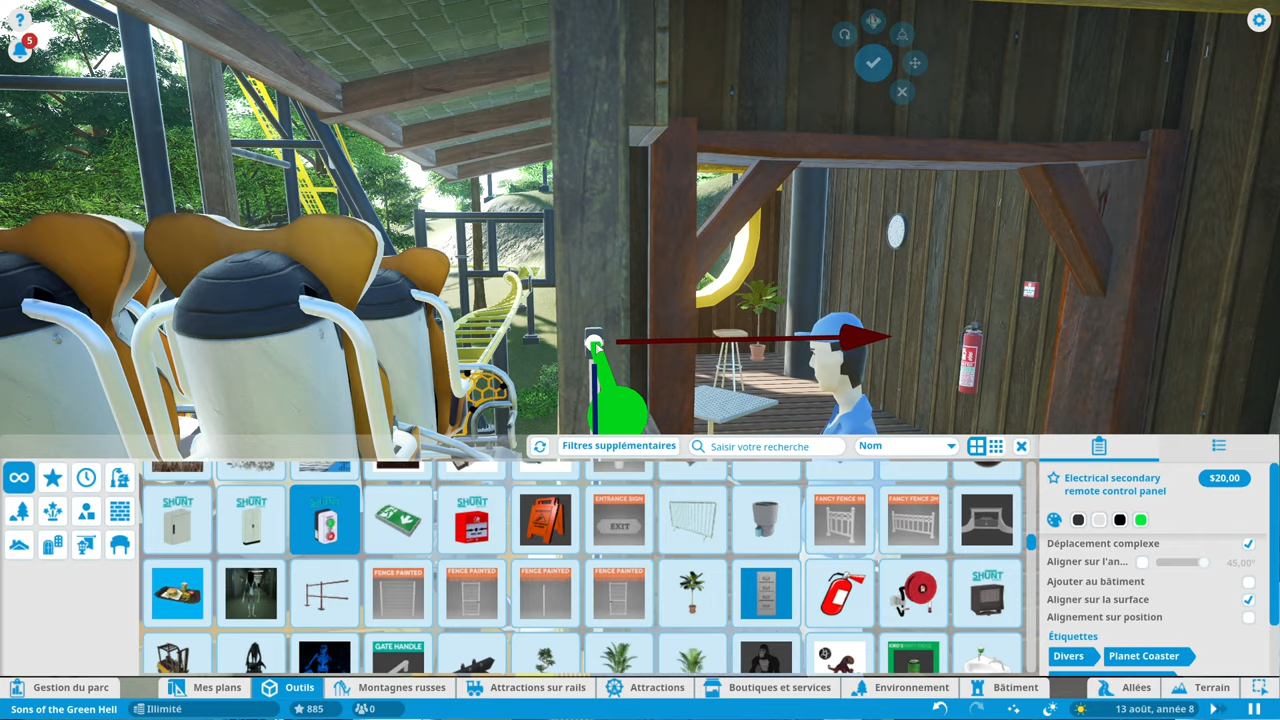 ?
5
Filtres supplémentaires
Saisir votre recherche
Nom
SHUNT
SHUNT
SHUNT
SHUNT
ENTRANCE SIGN
EXIT
FANCY FENCE 1M
FANCY FENCE 2M
FENCE PAINTED
FENCE PAINTED
FENCE PAINTED
FENCE PAINTED
SHUNT
GATE HANDLE
Electrical secondary
remote control panel
$20,00
Déplacement complexe
Aligner sur l'an...
45,00°
Ajouter au bâtiment
Aligner sur la surface
Alignement sur position
Étiquettes
Divers
Planet Coaster
Gestion du parc
Mes plans
Outils
Montagnes russes
Attractions sur rails
Attractions
Boutiques et services
Environnement
Bâtiment
Allées
Terrain
Sons of the Green Hell
Illimité
885
0
13 août, année 8